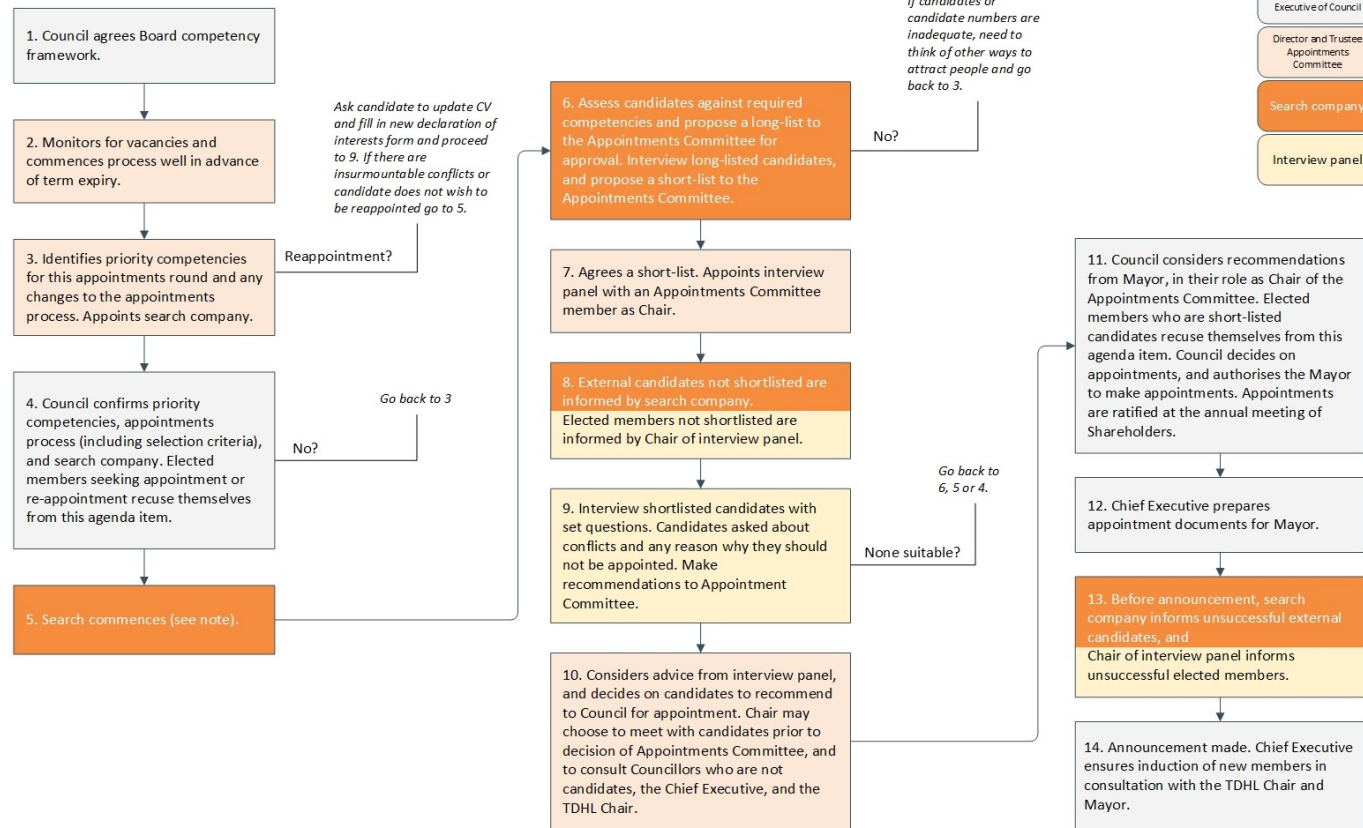 1. Council agrees Board competency
framework.
2. Monitors for vacancies and
commences process well in advance
of term expiry.
3. Identifies priority competencies
for this appointments round and any
changes to the appointments
process. Appoints search company.
Reappointment?
Ask candidate to update CV
and fill in new declaration of
interests form and proceed
to 9. If there are
insurmountable conflicts or
candidate does not wish to
be reappointed go to 5.
4. Council confirms priority
competencies, appointments
process (including selection criteria),
and search company. Elected
members seeking appointment or
re-appointment recuse themselves
from this agenda item.
No?
Go back to 3
5. Search commences (see note).
6. Assess candidates against required
competencies and propose a long-list to
the Appointments Committee for
approval. Interview long-listed candidates,
and propose a short-list to the
Appointments Committee.
No?
If candidates or
candidate numbers are
inadequate, need to
think of other ways to
attract people and go
back to 3.
7. Agrees a short-list. Appoints interview
panel with an Appointments Committee
member as Chair.
8. External candidates not shortlisted are
informed by search company.
Elected members not shortlisted are
informed by Chair of interview panel.
9. Interview shortlisted candidates with
set questions. Candidates asked about
conflicts and any reason why they should
not be appointed. Make
recommendations to Appointment
Committee.
None suitable?
Go back to
6, 5 or 4.
10. Considers advice from interview panel,
and decides on candidates to recommend
to Council for appointment. Chair may
choose to meet with candidates prior to
decision of Appointments Committee, and
to consult Councillors who are not
candidates, the Chief Executive, and the
TDHL Chair.
Executive of Council
Director and Trustee
Appointments
Committee
Search company
Interview panel
11. Council considers recommendations
from Mayor, in their role as Chair of the
Appointments Committee. Elected
members who are short-listed
candidates recuse themselves from this
agenda item. Council decides on
appointments, and authorises the Mayor
to make appointments. Appointments
are ratified at the annual meeting of
Shareholders.
12. Chief Executive prepares
appointment documents for Mayor.
13. Before announcement, search
company informs unsuccessful external
candidates, and
Chair of interview panel informs
unsuccessful elected members.
14. Announcement made. Chief Executive
ensures induction of new members in
consultation with the TDHL Chair and
Mayor.